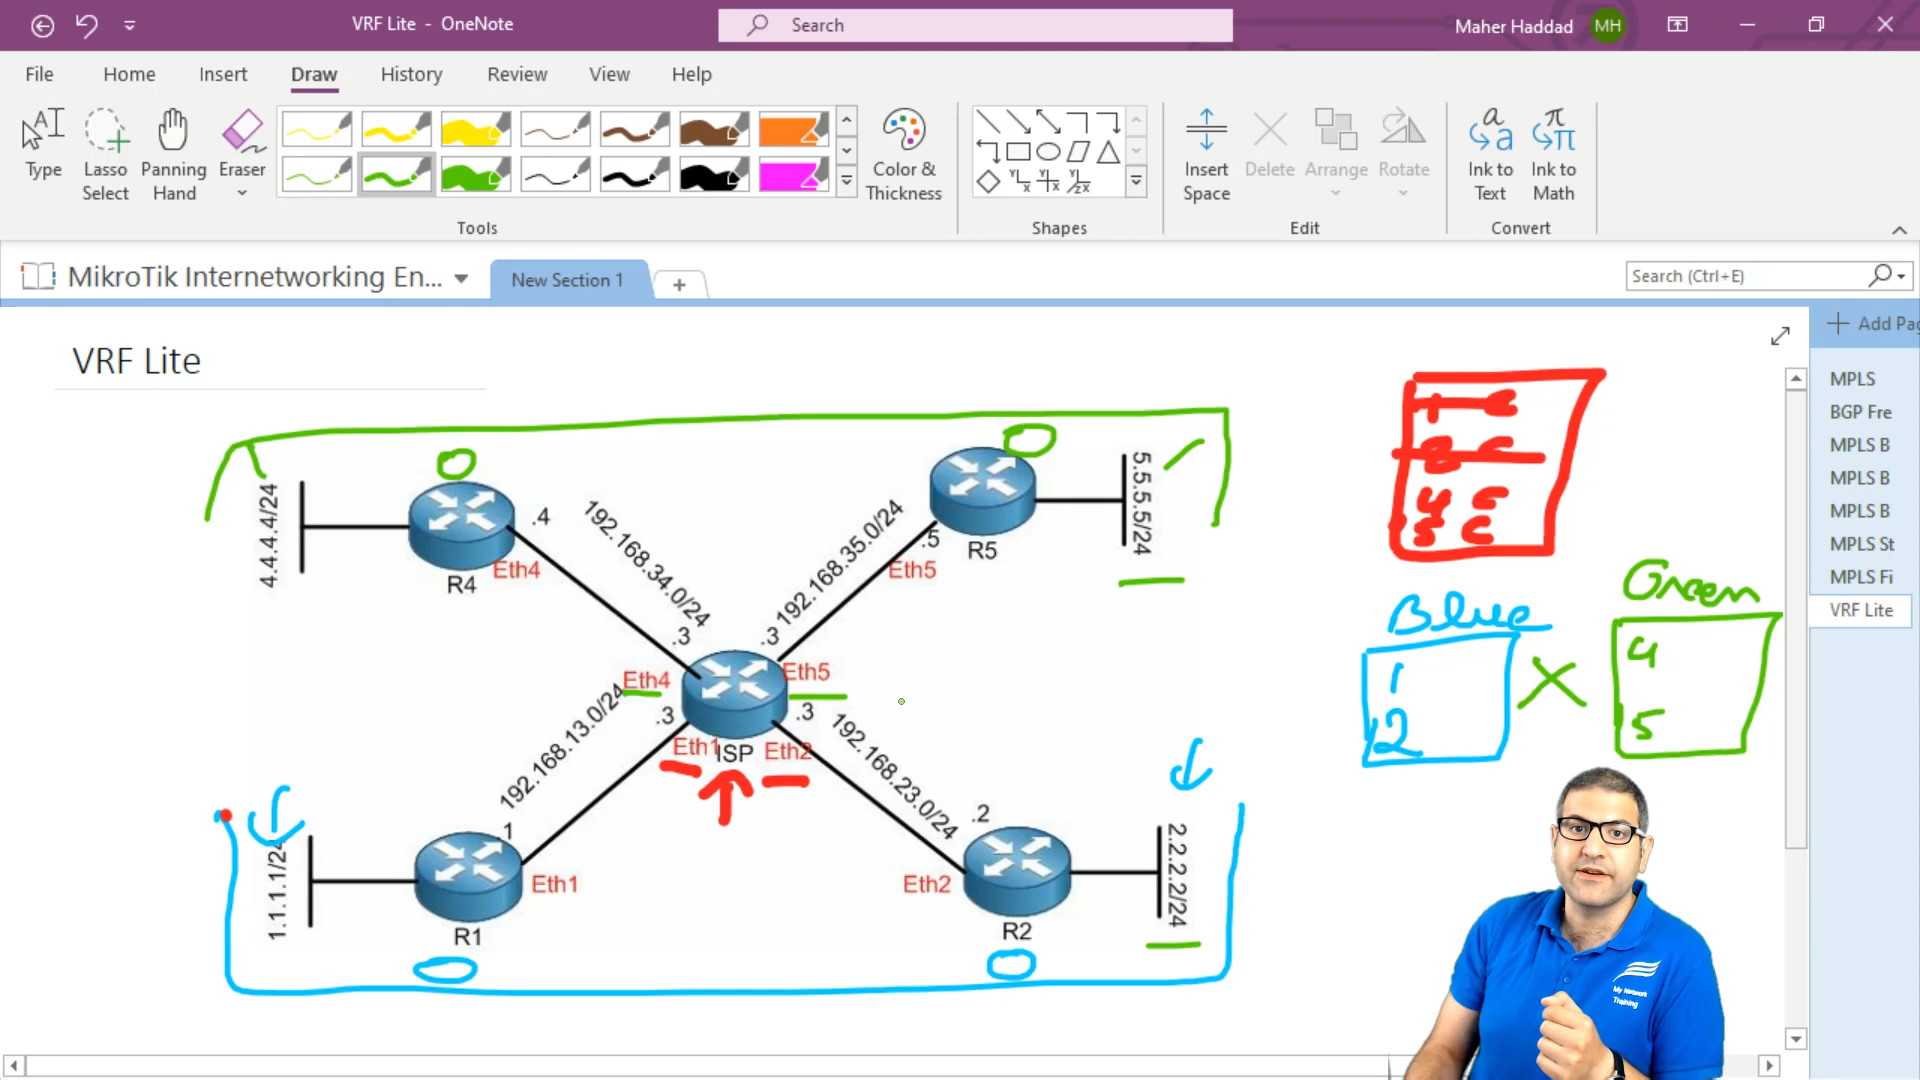 VRF Lite - OneNote
Search
Maher Haddad
MH
File
Home
Insert
Draw
History
Review
View
Help
Type
Lasso
Select
Panning
Hand
Eraser
Color &
Thickness
Insert
Space
Delete
Arrange
Rotate
Ink to
Text
Ink to
Math
Tools
Shapes
Edit
Convert
MikroTik Internetworking En...
New Section 1
Search (Ctrl+E)
Add Pag
MPLS
BGP Fre
MPLS B
MPLS B
MPLS B
MPLS St
MPLS Fi
VRF Lite
VRF Lite
4.4.4.4/24
R4
Eth4
.4
192.168.34.0/24
.3
192.168.35.0/24
.3
.5
Eth5
R5
5.5.5.5/24
Eth4
Eth5
.3
.3
Eth1
ISP
Eth2
192.168.13.0/24
192.168.23.0/24
1.1.1.1/24
.1
Eth1
R1
.2
Eth2
R2
2.2.2.2/24
4
5 C
Blue
1
2
X
Green
4
5
My Network
Training